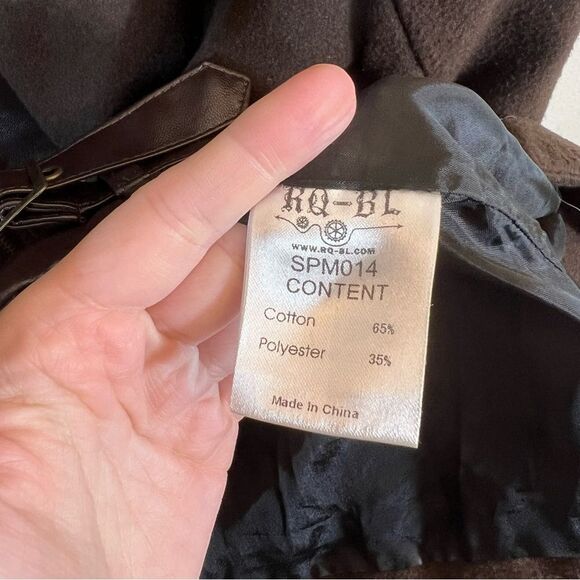 RQ-BL
WWW.RQ-BL.COM
SPM014
CONTENT
Cotton 65%
Polyester 35%
Made In China